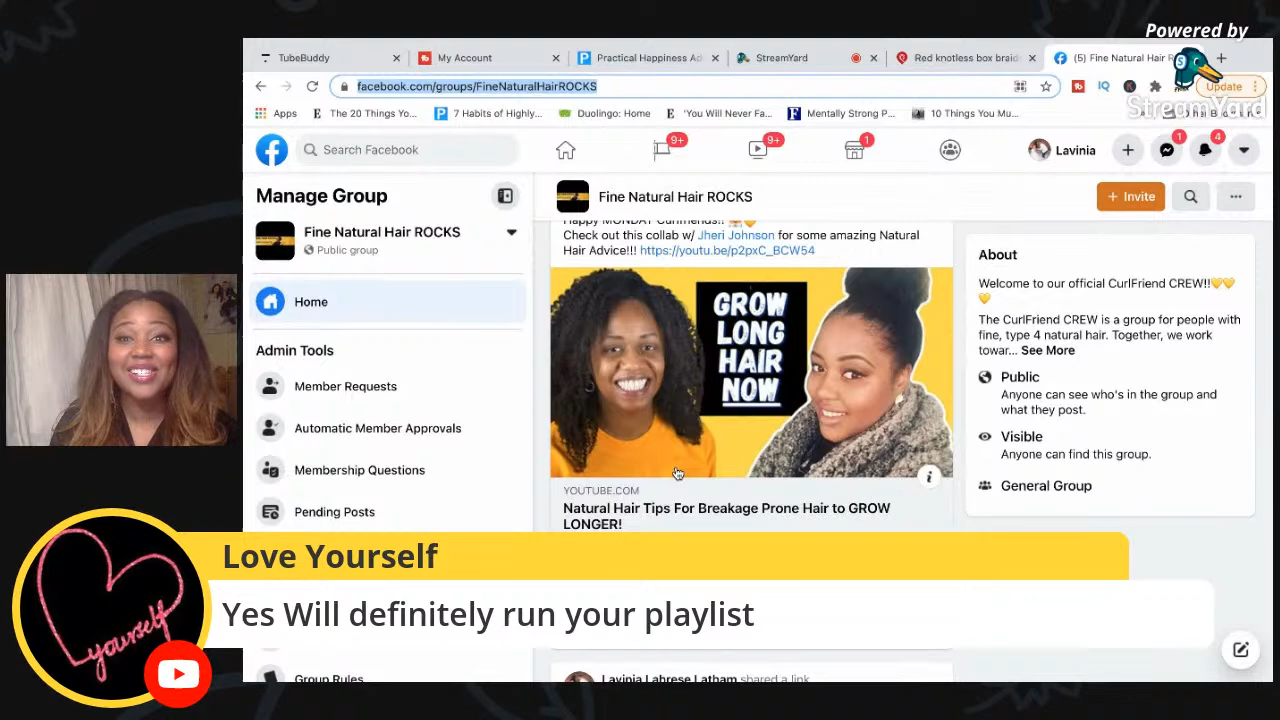 Powered by
StreamYard
TubeBuddy
My Account
Practical Happiness Ad
StreamYard
Red knotless box braid
(5) Fine Natural Hair R
facebook.com/groups/FineNaturalHairROCKS
Update
Apps
The 20 Things Yo...
7 Habits of Highly...
Duolingo: Home
'You Will Never Fa...
Mentally Strong P...
10 Things You Mu...
Search Facebook
9+
9+
1
Lavinia
1
4
Manage Group
Fine Natural Hair ROCKS
Public group
Home
Admin Tools
Member Requests
Automatic Member Approvals
Membership Questions
Pending Posts
Group Rules
Fine Natural Hair ROCKS
+ Invite
Happy MONDAY Curlfriends!!
Check out this collab w/ Jheri Johnson for some amazing Natural
Hair Advice!!! https://youtu.be/p2pxC_BCW54
GROW
LONG
HAIR
NOW
YOUTUBE.COM
Natural Hair Tips For Breakage Prone Hair to GROW
LONGER!
Lavinia Labrese Latham shared a link
About
Welcome to our official CurlFriend CREW!!
The CurlFriend CREW is a group for people with
fine, type 4 natural hair. Together, we work
towar... See More
Public
Anyone can see who's in the group and
what they post.
Visible
Anyone can find this group.
General Group
yourself
Love Yourself
Yes Will definitely run your playlist